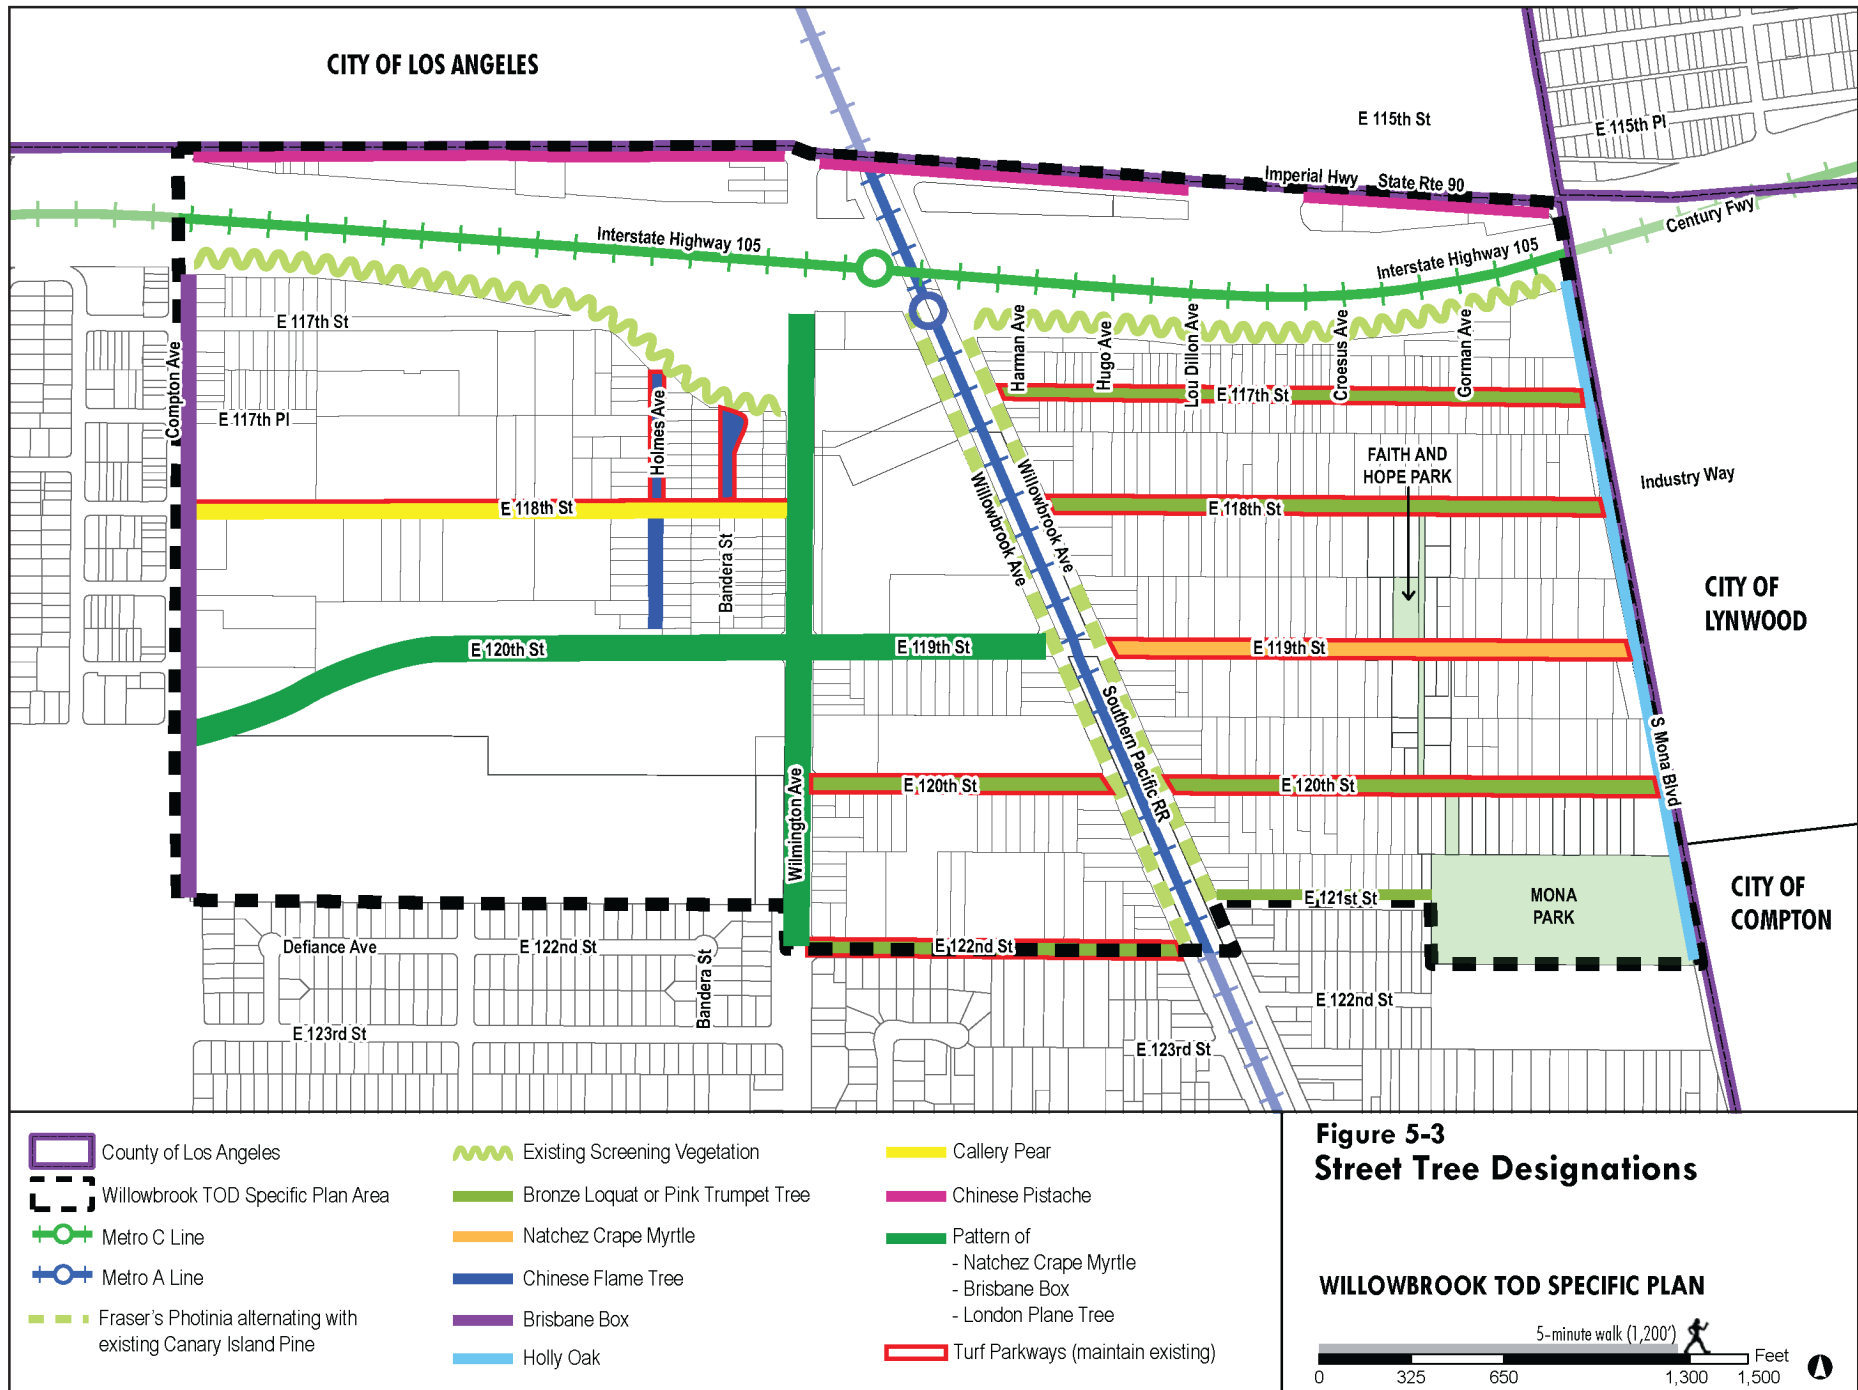 CITY OF LOS ANGELES
E 115th St
E 115th Pl
Imperial Hwy
State Rte 90
Century Fwy
Interstate Highway 105
Interstate Highway 105
E 117th St
Compton Ave
E 117th Pl
Holmes Ave
Harman Ave
Hugo Ave
Lou Dillon Ave
Croesus Ave
Gorman Ave
E 117th St
FAITH AND
HOPE PARK
Industry Way
E 118th St
Bandera St
Willowbrook Ave
Willowbrook Ave
E 118th St
CITY OF
LYNWOOD
E 120th St
E 119th St
E 119th St
Southern Pacific RR
S Mona Blvd
Wilmington Ave
E 120th St
E 120th St
E 121st St
MONA
PARK
CITY OF
COMPTON
Defiance Ave
E 122nd St
Bandera St
E 122nd St
E 122nd St
E 123rd St
E 123rd St
County of Los Angeles
Willowbrook TOD Specific Plan Area
Metro C Line
Metro A Line
Fraser's Photinia alternating with
existing Canary Island Pine
Existing Screening Vegetation
Bronze Loquat or Pink Trumpet Tree
Natchez Crape Myrtle
Chinese Flame Tree
Brisbane Box
Holly Oak
Callery Pear
Chinese Pistache
Pattern of
- Natchez Crape Myrtle
- Brisbane Box
- London Plane Tree
Turf Parkways (maintain existing)
Figure 5-3
Street Tree Designations
WILLOWBROOK TOD SPECIFIC PLAN
5-minute walk (1,200')
Feet
0 325 650 1,300 1,500